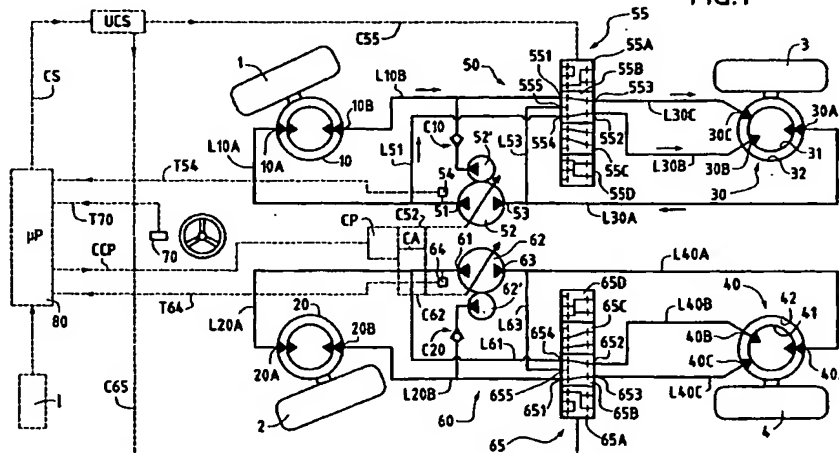 FIG.1
UCS
C55
55
55A
CS
1
L10B
50
551
55B
3
555
553
10B
L30C
30A
C10
52'
L53
552
30C
L10A
10A
10
L51
554
55C
30B
31
T54
54
L30B
32
55D
30
51
53
T70
CP
C52
52
L30A
µP
70
CA
61
62
CCP
64
63
L40A
65D
40
20
62'
65C
L40B
42
80
T64
41
L20A
20B
C62
C20
L63
654
652
40B
40C
L61
40A
20A
655
653
L20B
651
65B
L40C
I
C65
2
60
65
65A
4